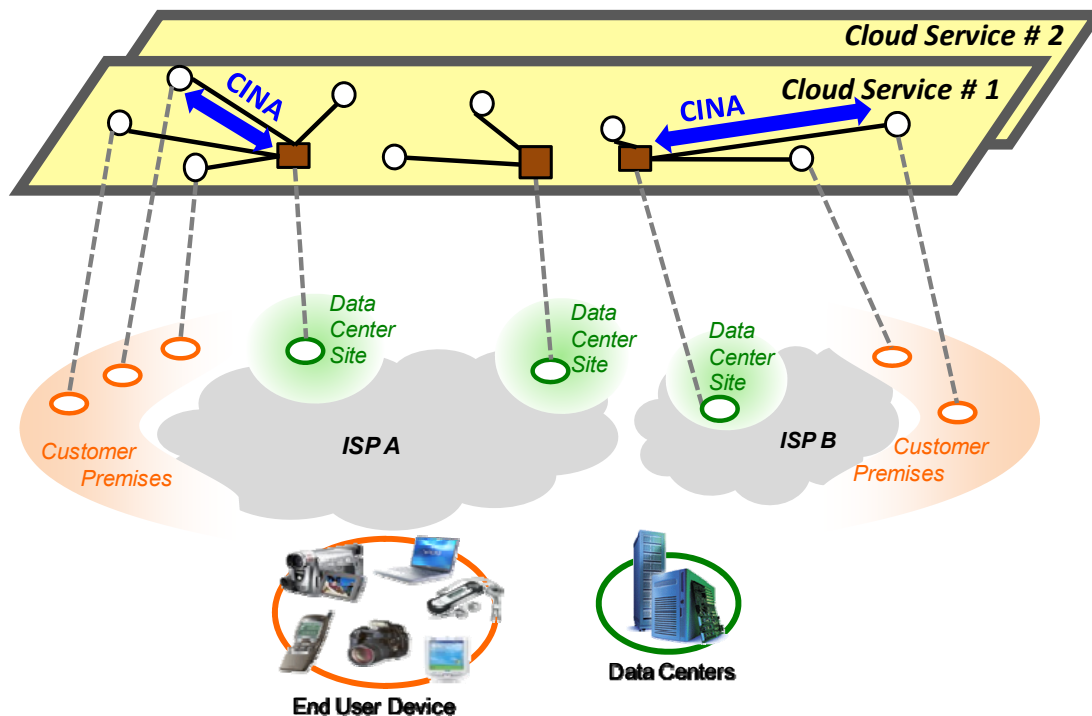 Cloud Service # 2
Cloud Service # 1
CINA
CINA
Data
Center
Site
Data
Center
Site
Data
Center
Site
Customer
Premises
ISP A
ISP B
Customer
Premises
End User Device
Data Centers